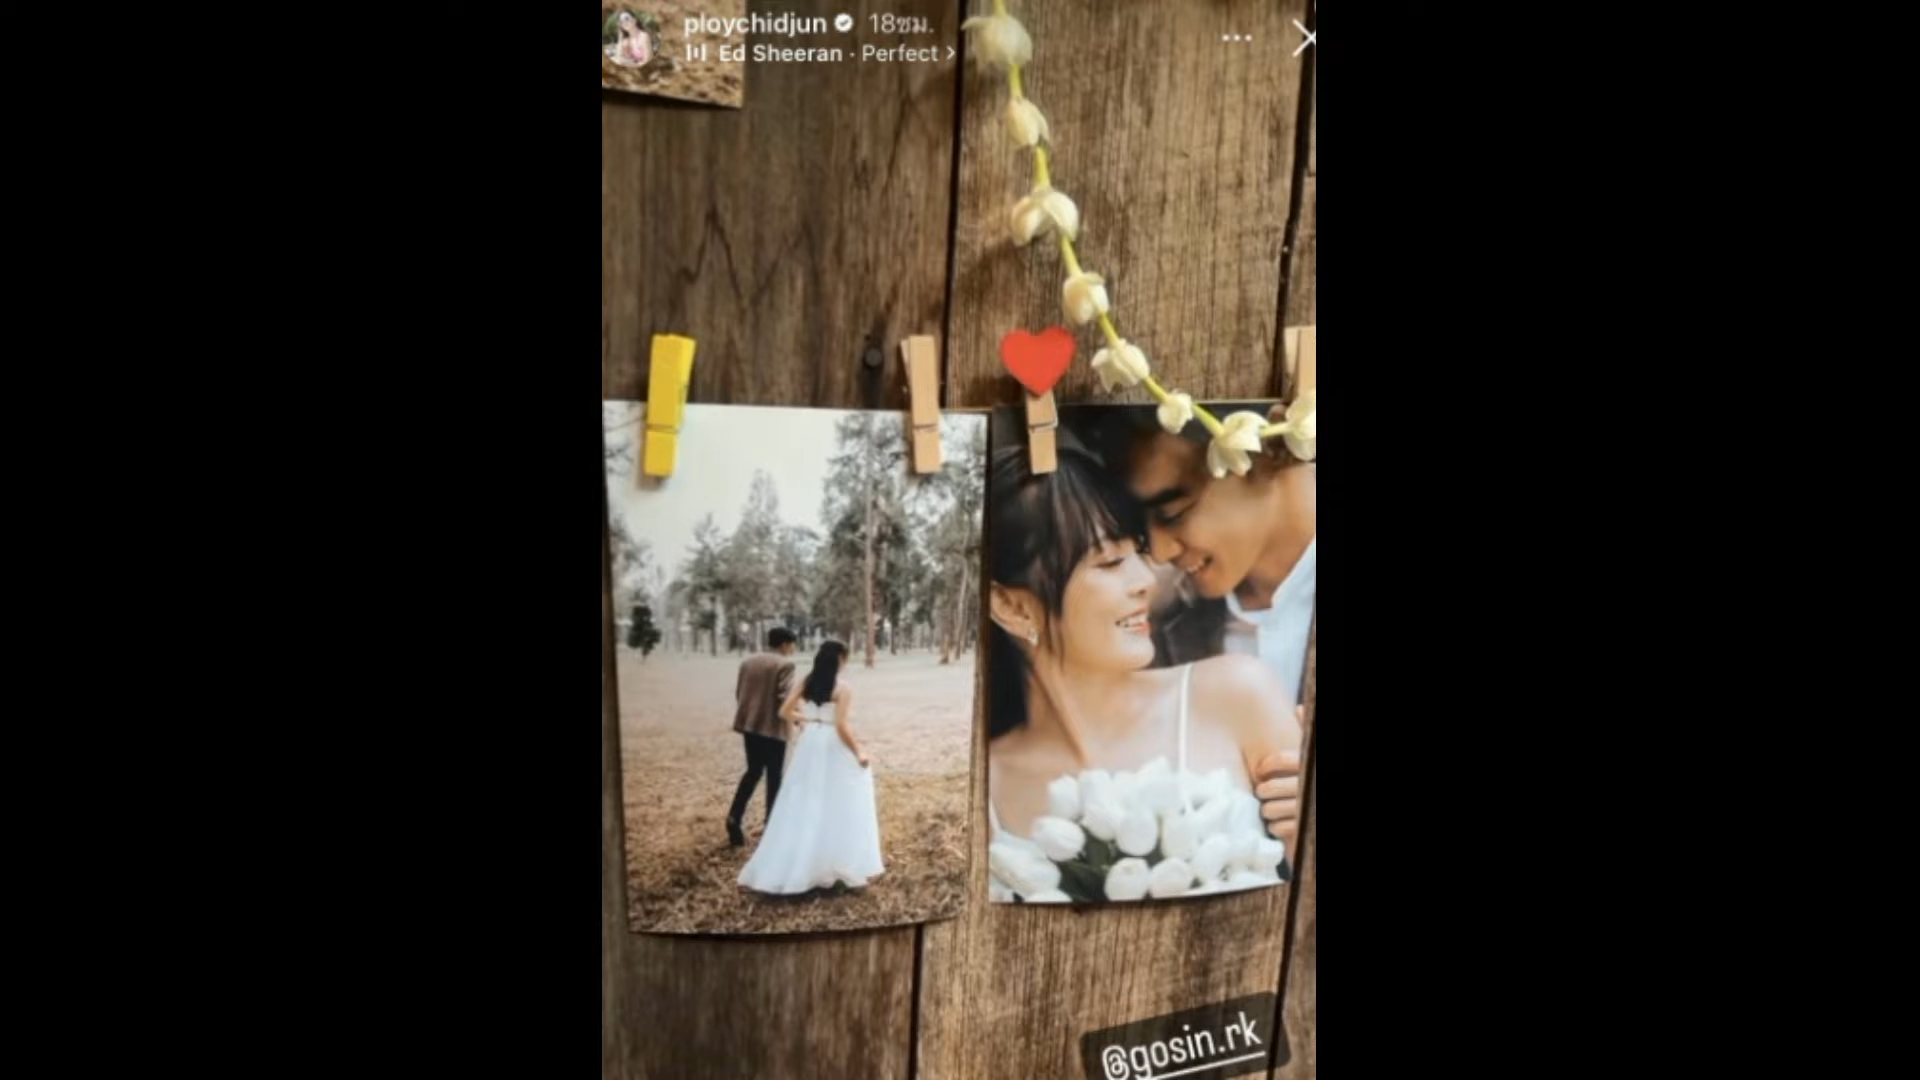 ploychidjun 18ชม.
Ed Sheeran · Perfect >
@gosin.rk